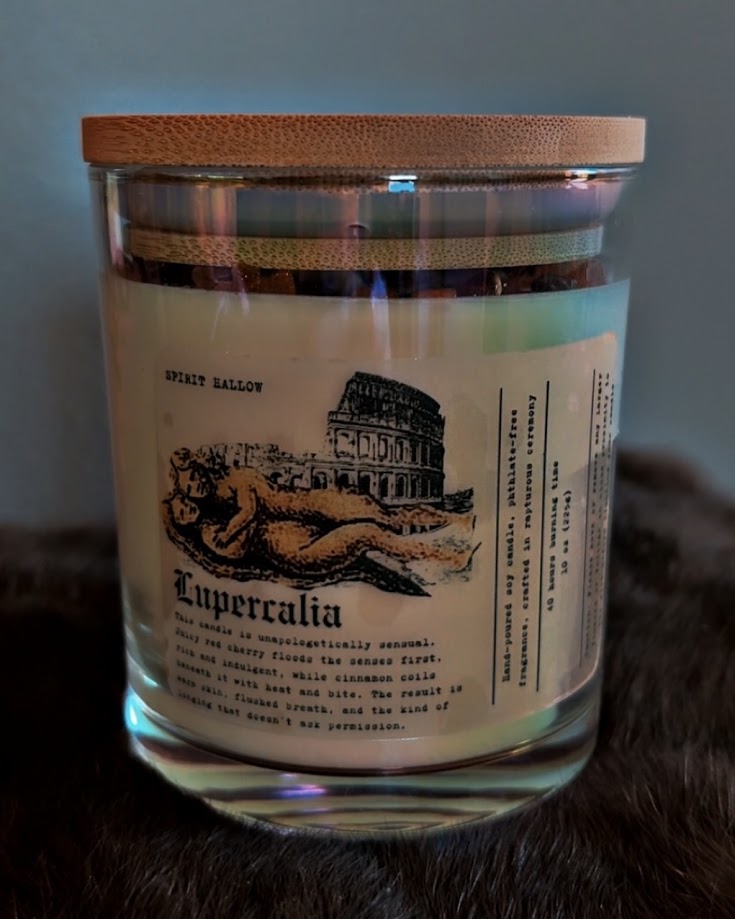 SPIRIT HALLOW
Lupercalia
This candle is unapologetically sensual.
Juicy red cherry floods the senses first,
rich and indulgent, while cinnamon coils
beneath it with heat and bite. The result is
warm skin, flushed breath, and the kind of
longing that doesn't ask permission.
Hand-poured soy candle, phthlate-free
fragrance, crafted in rapturous ceremony
40 hours burning time
10 oz (225g)